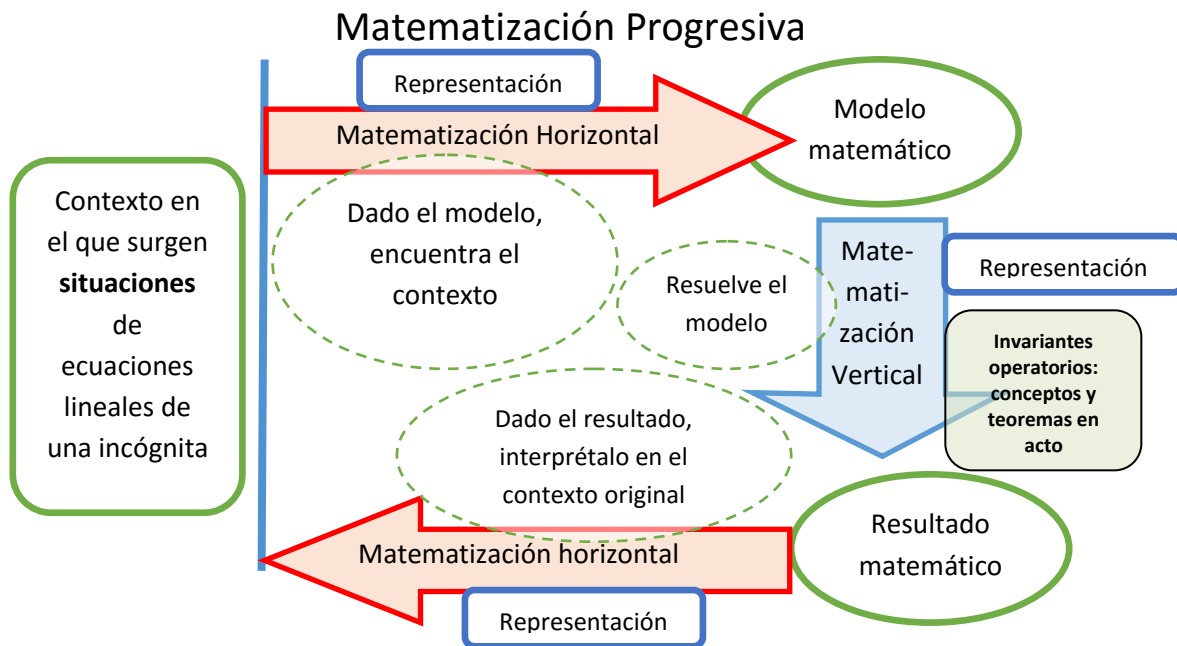 Matematización Progresiva
Representación
Matematización Horizontal
Modelo
matemático
Contexto en
el que surgen
situaciones
de
ecuaciones
lineales de
una incógnita
Dado el modelo,
encuentra el
contexto
Resuelve el
modelo
Mate-
mati-
zación
Vertical
Representación
Invariantes
operatorios:
conceptos y
teoremas en
acto
Dado el resultado,
interprétalo en el
contexto original
Matematización horizontal
Resultado
matemático
Representación